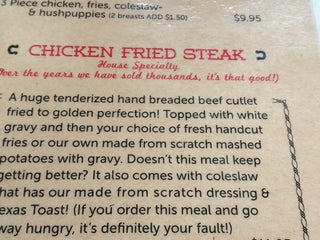 3 Piece chicken, fries, coleslaw-
& hushpuppies (2 breasts ADD $1.50) $9.95
CHICKEN FRIED STEAK
House Specialty
Over the years we have sold thousands, it's that good!)
A huge tenderized hand breaded beef cutlet
fried to golden perfection! Topped with white
gravy and then your choice of fresh handcut
fries or our own made from scratch mashed
potatoes with gravy. Doesn't this meal keep
getting better? It also comes with coleslaw
that has our made from scratch dressing &
exas Toast! (If you order this meal and go
way hungry, it's definitely your fault!)